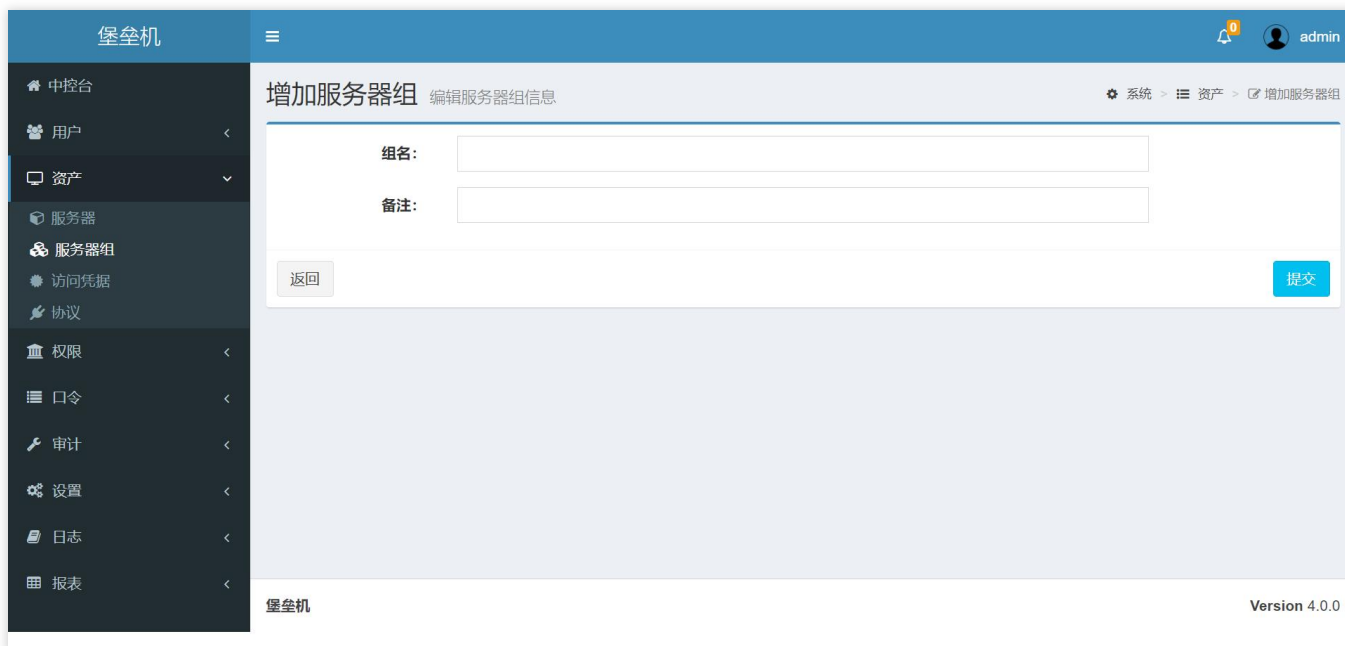 堡垒机
0
admin
中控台
用户
资产
服务器
服务器组
访问凭据
协议
权限
口令
审计
设置
日志
报表
增加服务器组 编辑服务器组信息
系统 > 资产 > 增加服务器组
组名:
备注:
返回
提交
堡垒机
Version 4.0.0